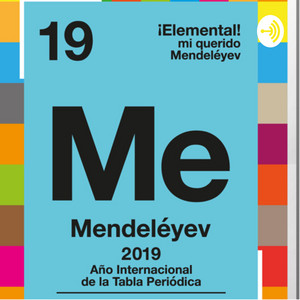 19
¡Elemental!
mi querido
Mendeléyev
Me
Mendeléyev
2019
Año Internacional
de la Tabla Periódica